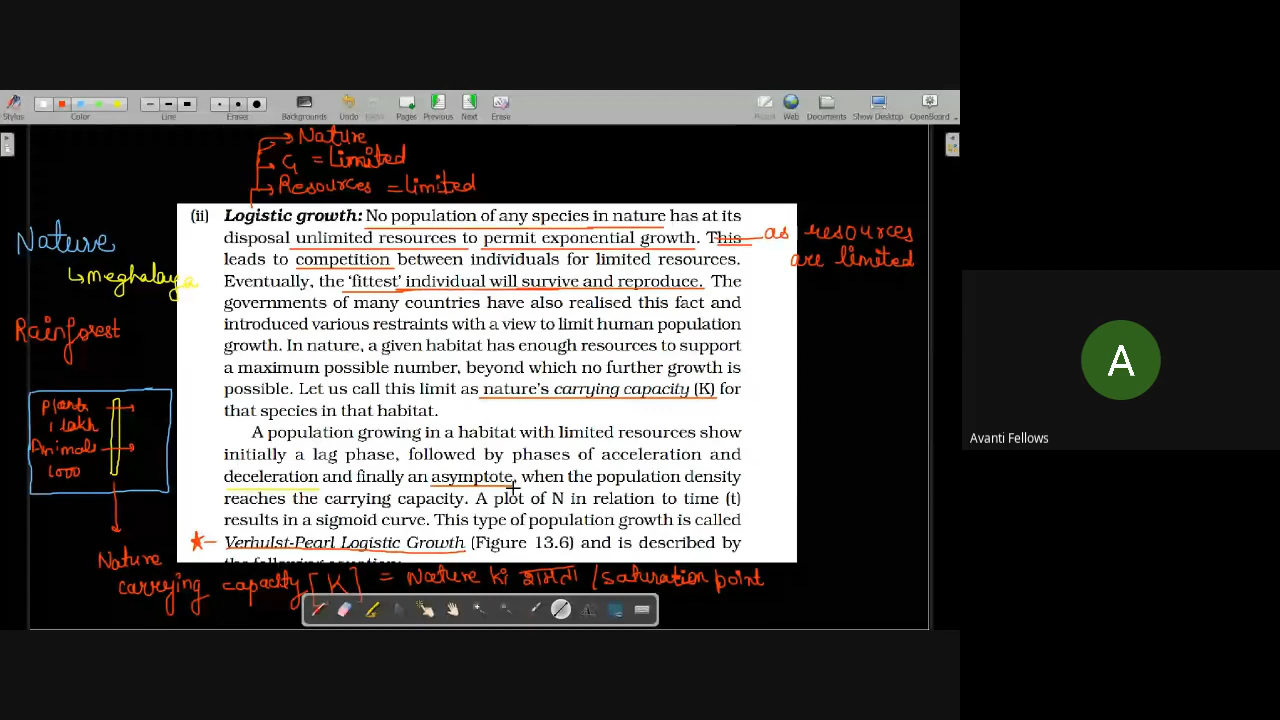 Stylus
Color
Line
Eraser
Backgrounds
Undo
Pages
Previous
Next
Erase
Web
Documents
Show Desktop
OpenBoard
Nature
G = limited
Resources = limited
(ii) Logistic growth: No population of any species in nature has at its
disposal unlimited resources to permit exponential growth. This
leads to competition between individuals for limited resources.
Eventually, the ‘fittest’ individual will survive and reproduce. The
governments of many countries have also realised this fact and
introduced various restraints with a view to limit human population
growth. In nature, a given habitat has enough resources to support
a maximum possible number, beyond which no further growth is
possible. Let us call this limit as nature's carrying capacity (K) for
that species in that habitat.
A population growing in a habitat with limited resources show
initially a lag phase, followed by phases of acceleration and
deceleration and finally an asymptote, when the population density
reaches the carrying capacity. A plot of N in relation to time (t)
results in a sigmoid curve. This type of population growth is called
Verhulst-Pearl Logistic Growth (Figure 13.6) and is described by
the following equation:
as resources
are limited
Nature
meghalaya
Rainforest
plants
1 lakh
Animals
1000
Nature
carrying capacity [K] = Nature ki / saturation point
A
Avanti Fellows